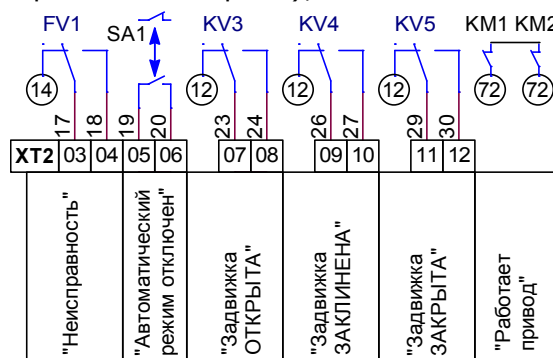 FV1 SA1 KV3 KV4 KV5 KM1 KM2
14 12 12 12 72 72
17 18 19 20 23 24 26 27 29 30
XT2 03 04 05 06 07 08 09 10 11 12
"Неисправность"
"Автоматический
режим отключен"
"Задвижка
ОТКРЫТА"
"Задвижка
ЗАКЛИНЕНА"
"Задвижка
ЗАКРЫТА"
"Работает
привод"